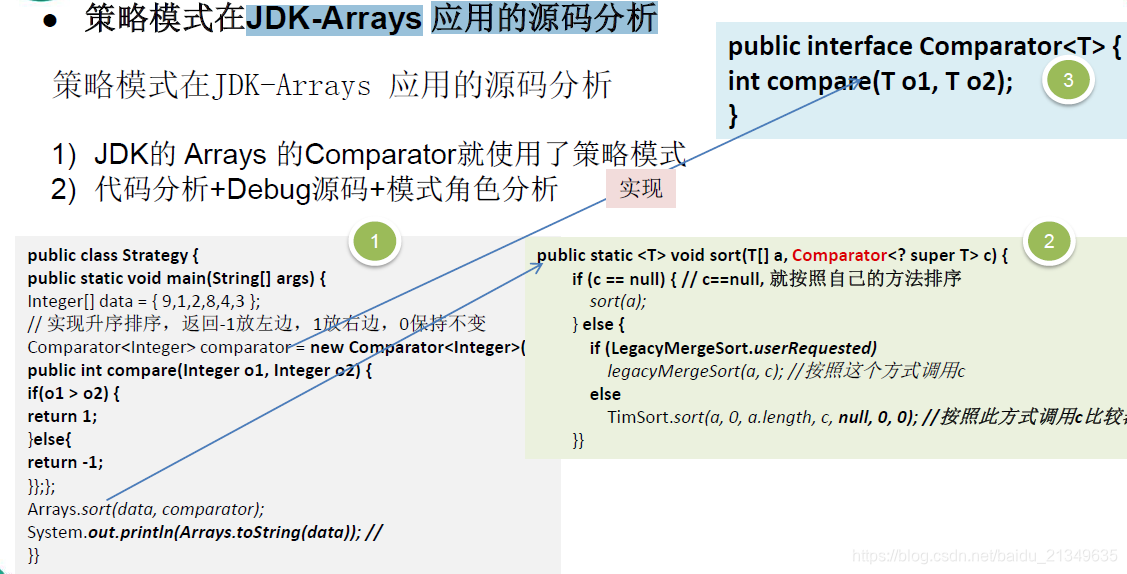 ● 策略模式在JDK-Arrays 应用的源码分析
策略模式在JDK-Arrays 应用的源码分析
1) JDK的 Arrays 的Comparator就使用了策略模式
2) 代码分析+Debug源码+模式角色分析
public interface Comparator<T> {
int compare(T o1, T o2);
}
3
实现
1
public class Strategy {
public static void main(String[] args) {
Integer[] data = { 9,1,2,8,4,3 };
// 实现升序排序，返回-1放左边，1放右边，0保持不变
Comparator<Integer> comparator = new Comparator<Integer>(
public int compare(Integer o1, Integer o2) {
if(o1 > o2) {
return 1;
}else{
return -1;
}};};
Arrays.sort(data, comparator);
System.out.println(Arrays.toString(data)); //
}}
2
public static <T> void sort(T[] a, Comparator<? super T> c) {
if (c == null) { // c==null, 就按照自己的方法排序
sort(a);
} else {
if (LegacyMergeSort.userRequested)
legacyMergeSort(a, c); //按照这个方式调用c
else
TimSort.sort(a, 0, a.length, c, null, 0, 0); //按照此方式调用c比较
}}
https://blog.csdn.net/baidu_21349635